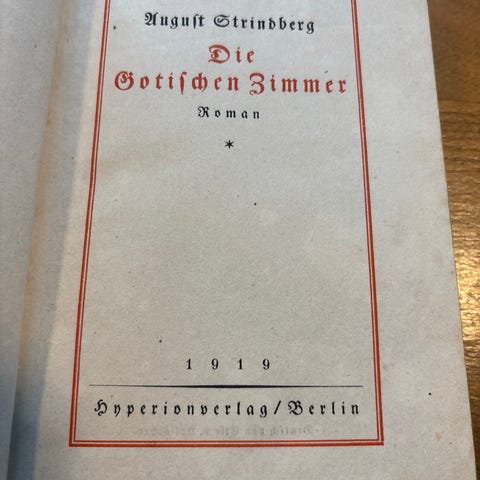 August Strindberg
Die
Gotischen Zimmer
Roman
*
1919
Hyperionverlag/Berlin